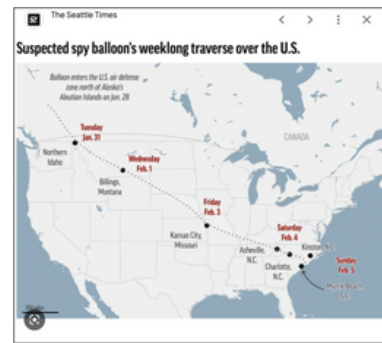 The Seattle Times
Suspected spy balloon's weeklong traverse over the U.S.
Balloon enters the U.S. air defense
zone north of Alaska's
Aleutian Islands on Jan. 28
Tuesday
Jan. 31
CANADA
Northern
Idaho
Wednesday
Feb. 1
Billings,
Montana
Friday
Feb. 3
Kansas City,
Missouri
Saturday
Feb. 4
Asheville,
N.C.
Kinston, N.C.
Charlotte,
N.C.
Sunday
Feb. 5
Myrtle Beach,
S.C.